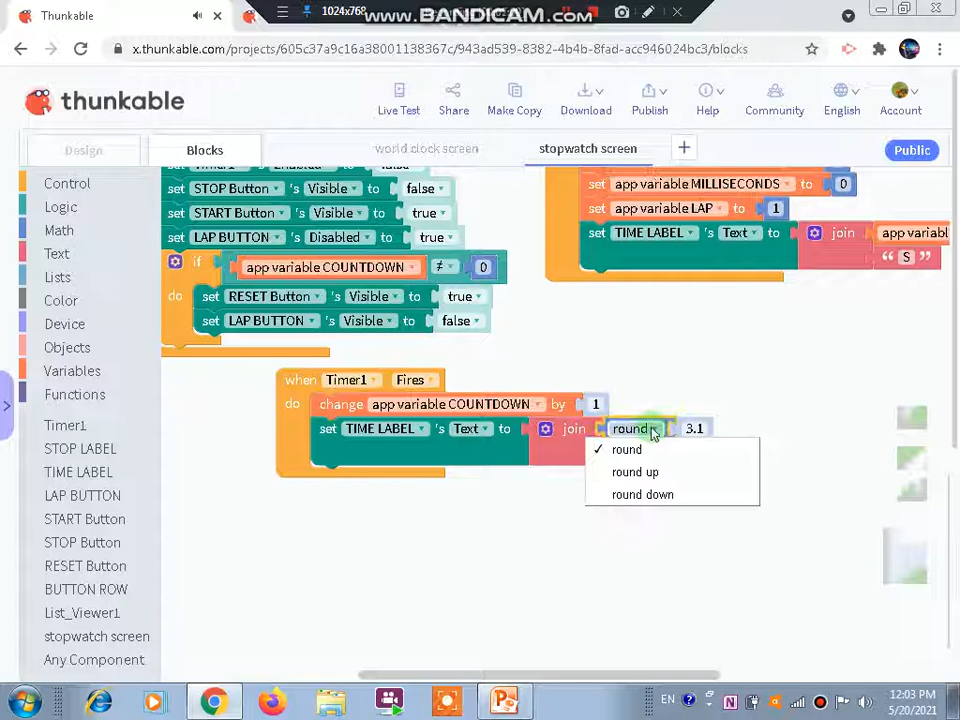 Thunkable
1024x768
www.BANDICAM.com
x.thunkable.com/projects/605c37a9c16a38001138367c/943ad539-8382-4b4b-8fad-acc946024bc3/blocks
thunkable
Live Test
Share
Make Copy
Download
Publish
Help
Community
English
Account
Design
Blocks
world clock screen
stopwatch screen
+
Public
Control
Logic
Math
Text
Lists
Color
Device
Objects
Variables
Functions
Timer1
STOP LABEL
TIME LABEL
LAP BUTTON
START Button
STOP Button
RESET Button
BUTTON ROW
List_Viewer1
stopwatch screen
Any Component
set STOP Button 's Visible to false
set START Button 's Visible to true
set LAP BUTTON 's Disabled to true
if app variable COUNTDOWN ≠ 0
do set RESET Button 's Visible to true
set LAP BUTTON 's Visible to false
set app variable MILLISECONDS to 0
set app variable LAP to 1
set TIME LABEL 's Text to join app variabl
“ S ”
when Timer1 Fires
do change app variable COUNTDOWN by 1
set TIME LABEL 's Text to join round 3.1
✓ round
round up
round down
EN
12:03 PM
5/20/2021